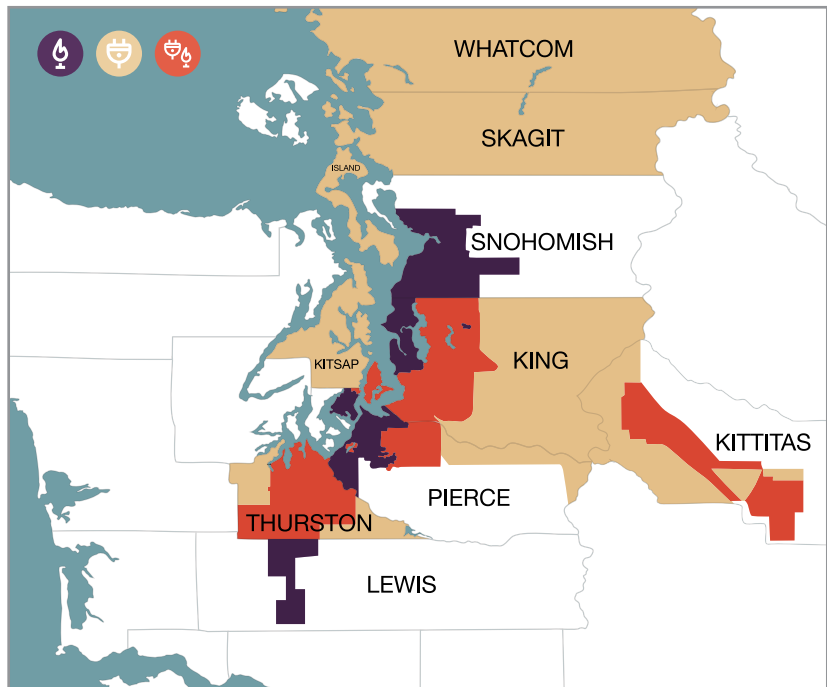 WHATCOM
SKAGIT
ISLAND
SNOHOMISH
KING
KITSAP
KITTITAS
PIERCE
THURSTON
LEWIS